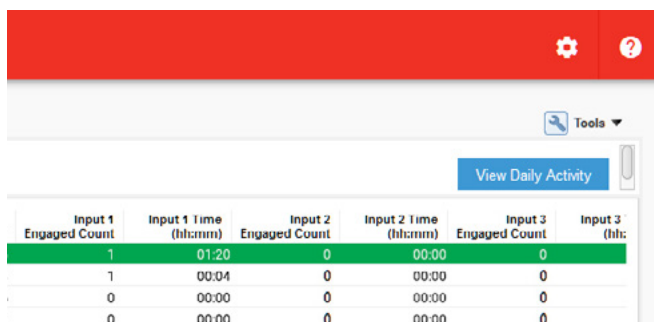 ?
Tools
View Daily Activity
Input 1 Engaged Count Input 1 Time (hh:mm) Input 2 Engaged Count Input 2 Time (hh:mm) Input 3 Engaged Count Input 3 (hh:
1 01:20 0 00:00 0
1 00:04 0 00:00 0
0 00:00 0 00:00 0
0 00:00 0 00:00 0